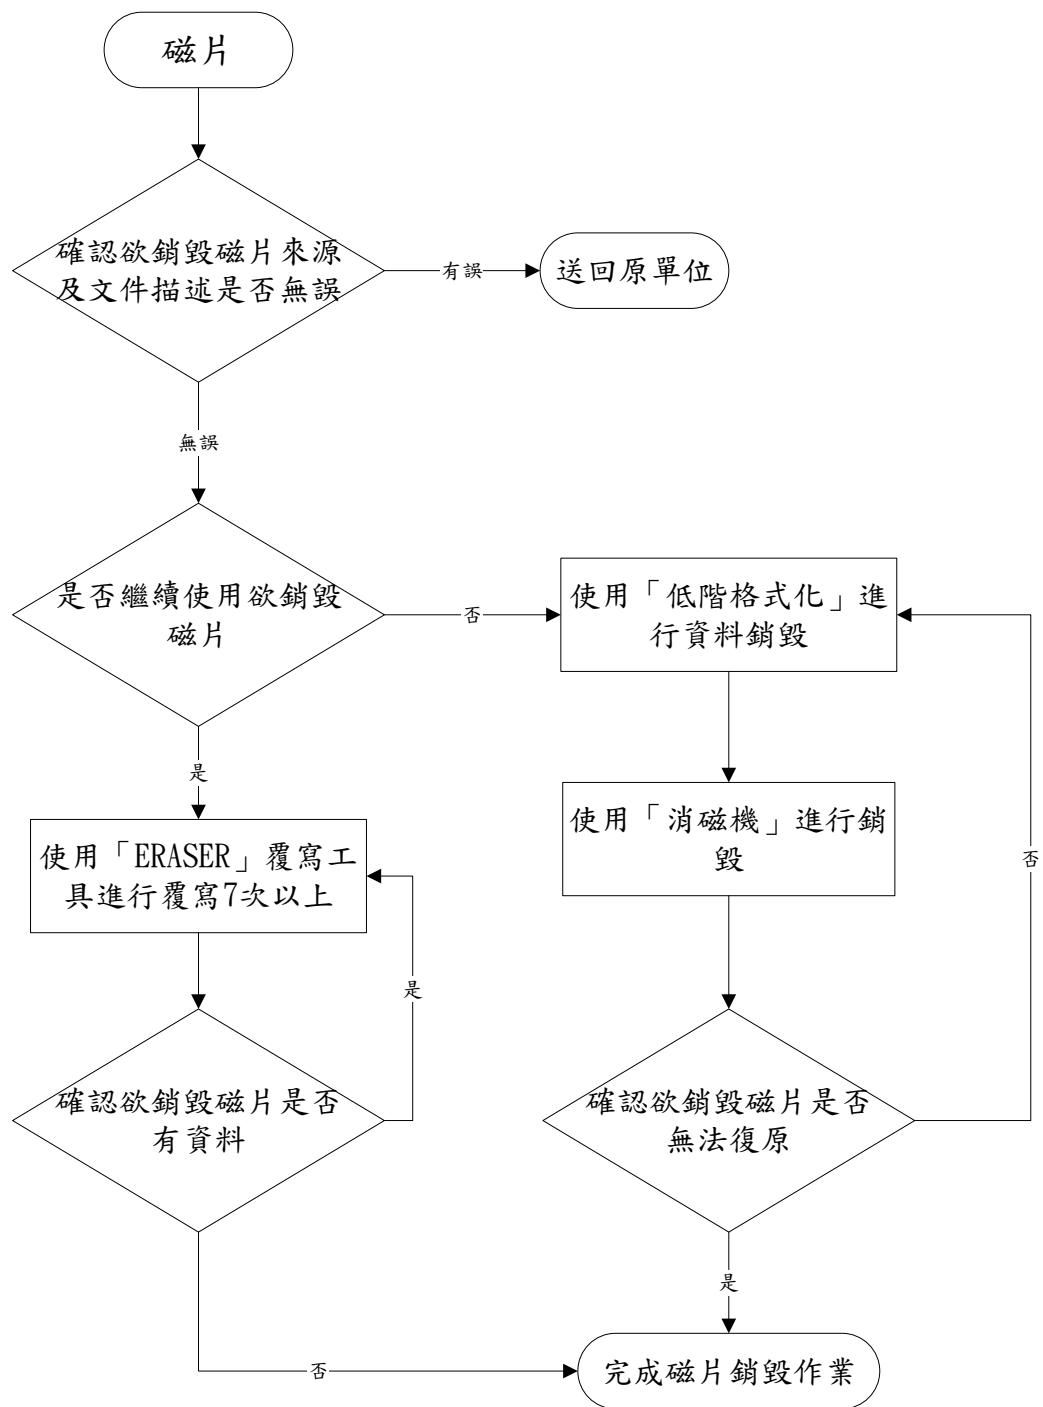 磁片
確認欲銷毀磁片來源
及文件描述是否無誤
有誤
送回原單位
無誤
是否繼續使用欲銷毀
磁片
否
使用「低階格式化」進
行資料銷毀
是
使用「ERASER」覆寫工
具進行覆寫7次以上
使用「消磁機」進行銷
毀
否
是
確認欲銷毀磁片是否
有資料
確認欲銷毀磁片是否
無法復原
是
否
完成磁片銷毀作業